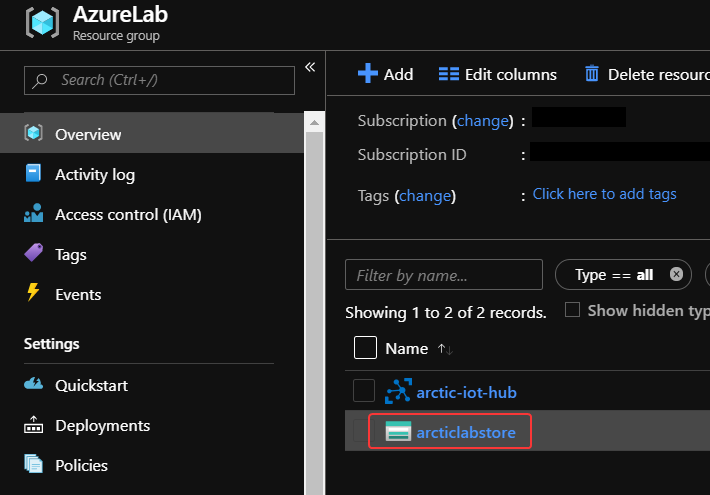 AzureLab
Resource group
Search (Ctrl+/)
«
Overview
Activity log
Access control (IAM)
Tags
Events
Settings
Quickstart
Deployments
Policies
Add Edit columns Delete resourc
Subscription (change) :
Subscription ID :
Tags (change) : Click here to add tags
Filter by name... Type == all
Showing 1 to 2 of 2 records. Show hidden typ
Name ↑↓
arctic-iot-hub
arcticlabstore